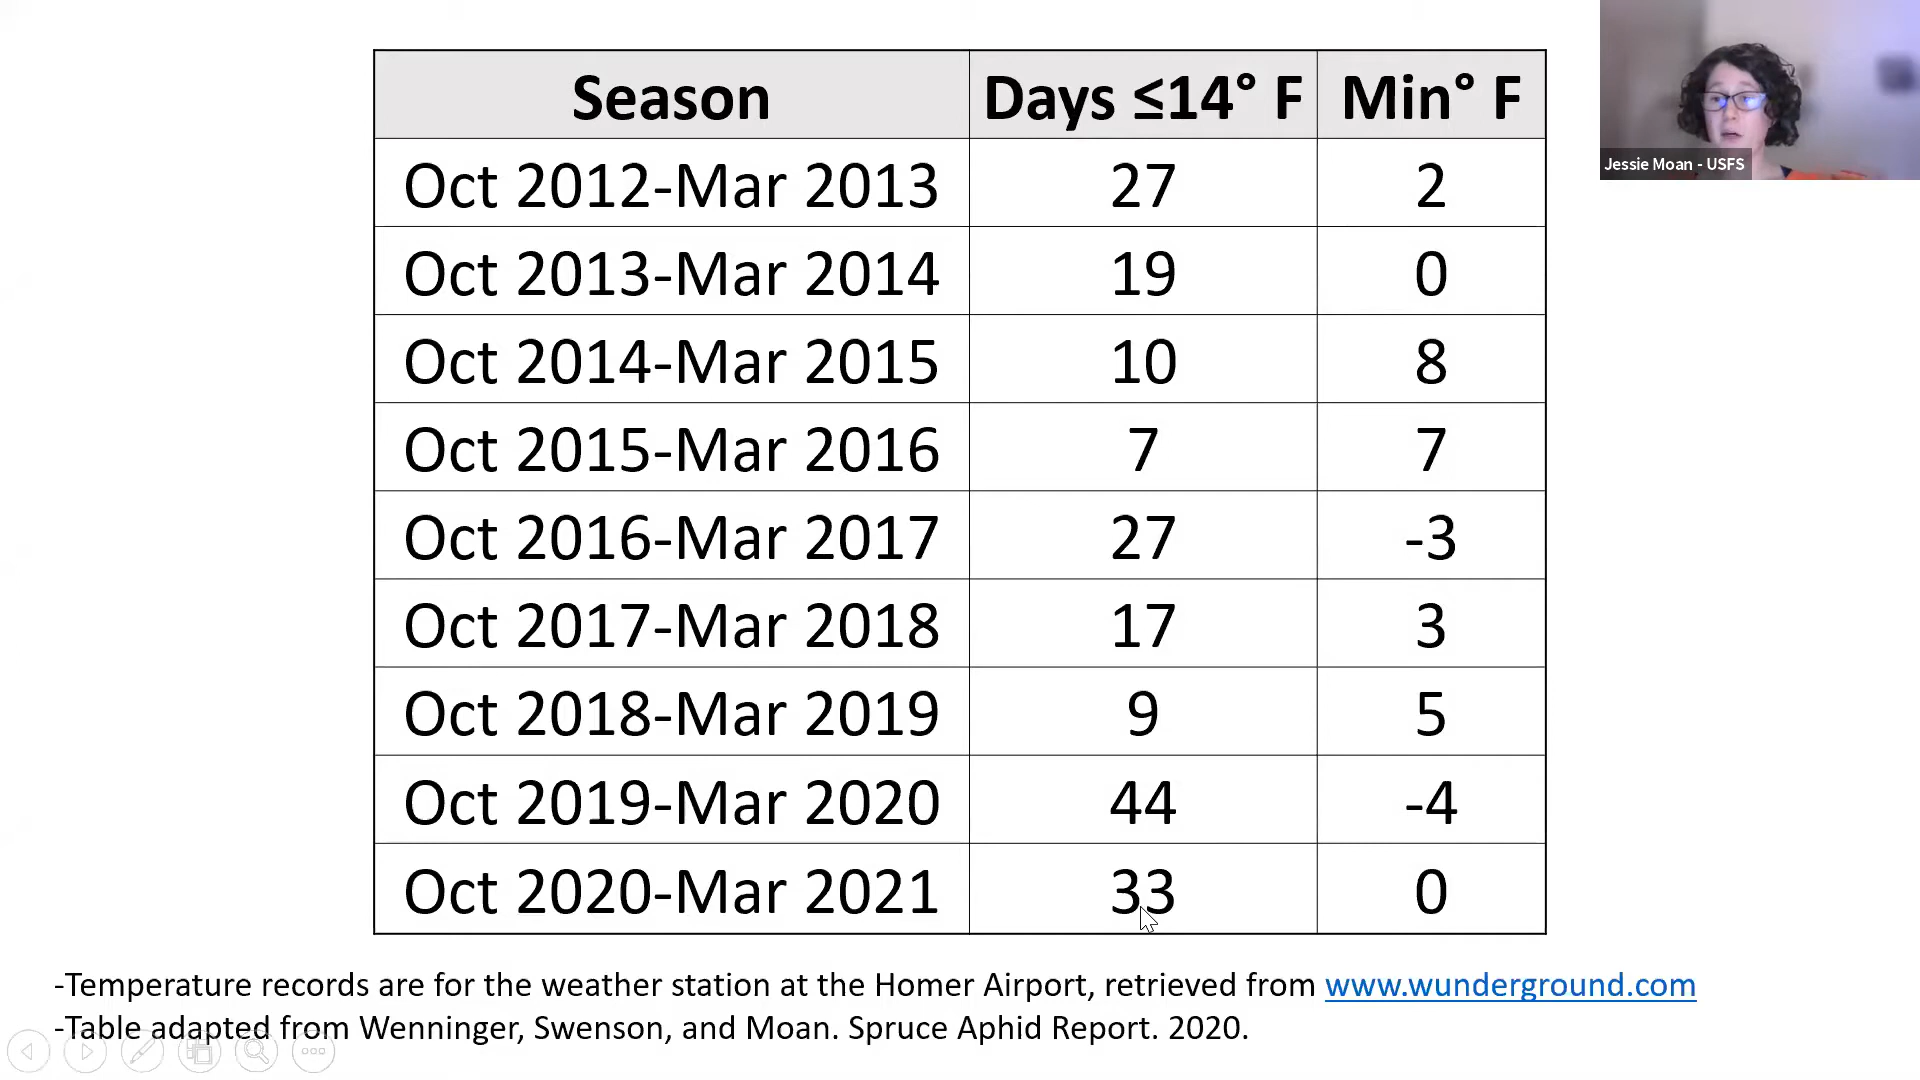 Season Days ≤14° F Min° F
Oct 2012-Mar 2013 27 2
Oct 2013-Mar 2014 19 0
Oct 2014-Mar 2015 10 8
Oct 2015-Mar 2016 7 7
Oct 2016-Mar 2017 27 -3
Oct 2017-Mar 2018 17 3
Oct 2018-Mar 2019 9 5
Oct 2019-Mar 2020 44 -4
Oct 2020-Mar 2021 33 0
-Temperature records are for the weather station at the Homer Airport, retrieved from www.wunderground.com
-Table adapted from Wenninger, Swenson, and Moan. Spruce Aphid Report. 2020.
Jessie Moan - USFS